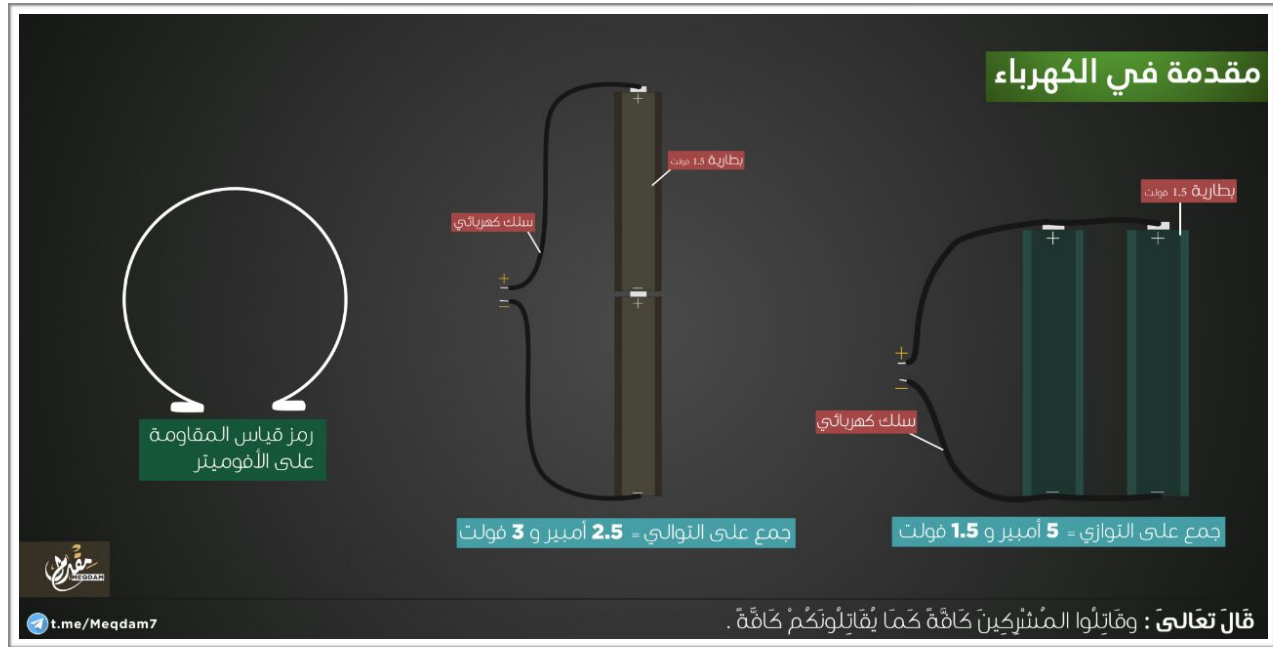 مقدمة في الكهرباء
بطارية 1.5 فولت
+ +
+
−
سلك كهربائي
− −
جمع على التوازي = 5 أمبير و 1.5 فولت
+
بطارية 1.5 فولت
سلك كهربائي
+
−
−
+
−
جمع على التوالي = 2.5 أمبير و 3 فولت
رمز قياس المقاومة
على الأفوميتر
مقدام
MEQDAM
t.me/Meqdam7
قَالَ تَعَالىَ : وقَاتِلُوا المُشْرِكِينَ كَافَّةً كَمَا يُقَاتِلُونَكُمْ كَافَّةً .